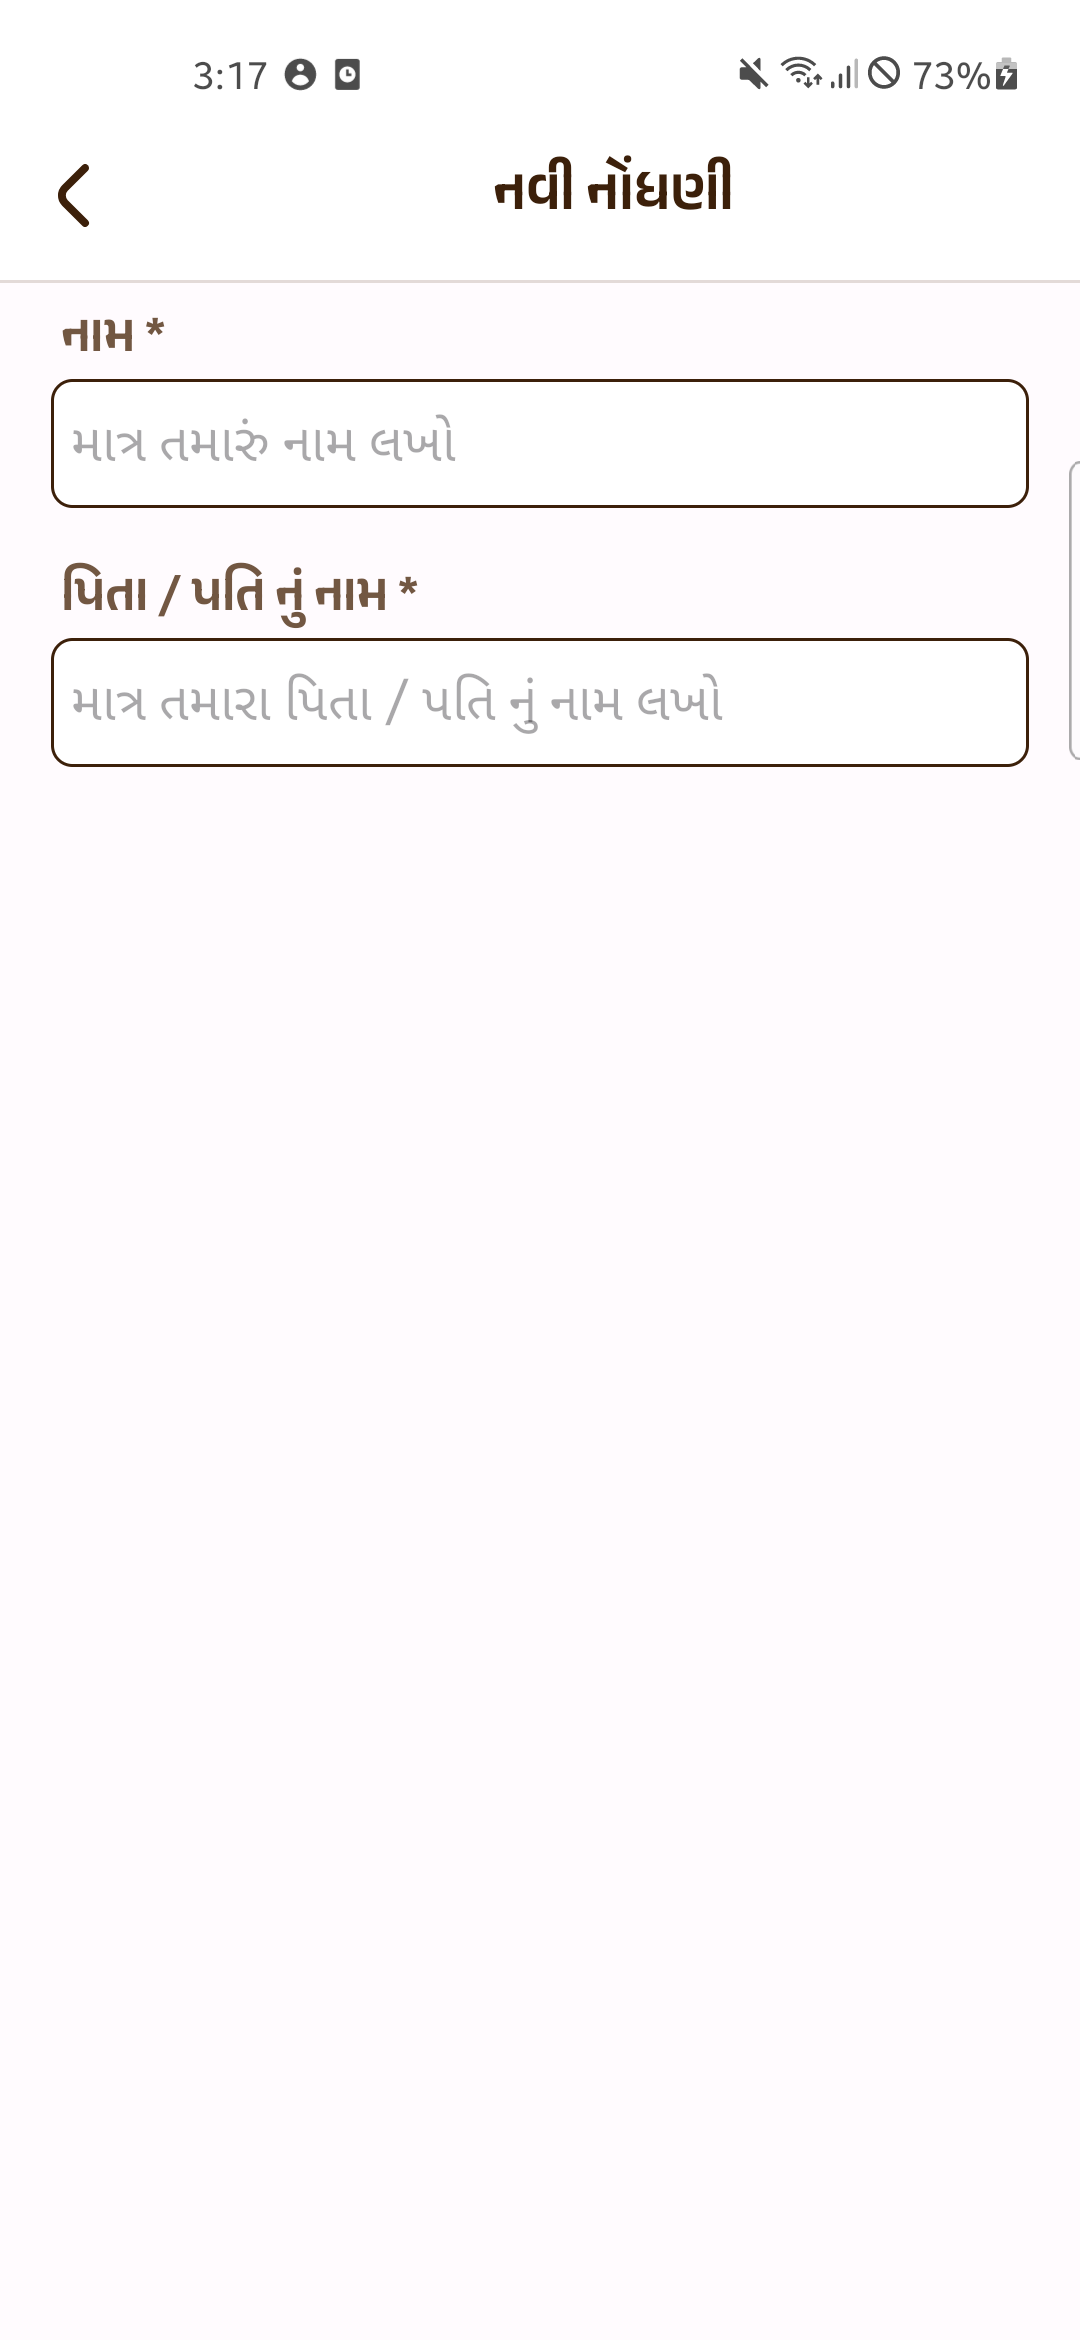 3:17 73%
નવી નોંધણી
નામ *
માત્ર તમારું નામ લખો
પિતા / પતિ નું નામ *
માત્ર તમારા પિતા / પતિ નું નામ લખો